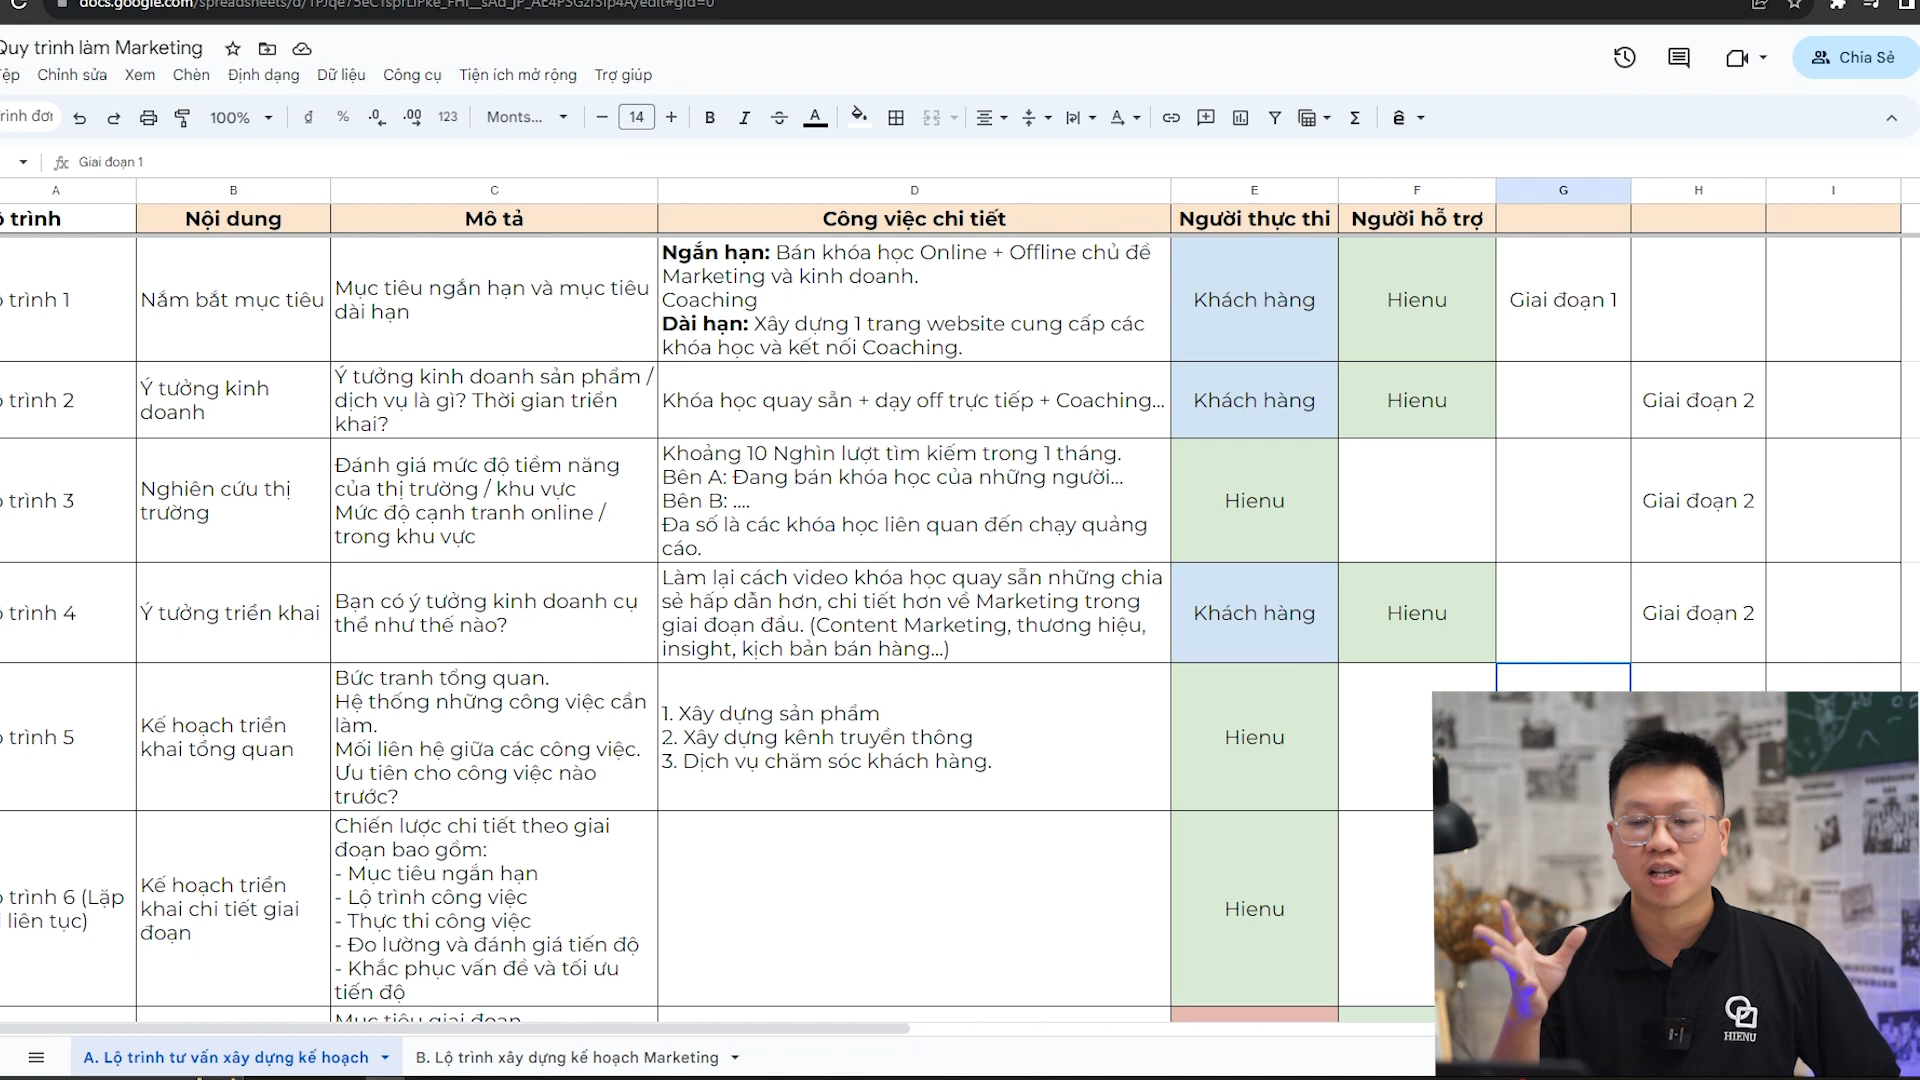 docs.google.com
Quy trình làm Marketing
Chia Sẻ
Tệp Chỉnh sửa Xem Chèn Định dạng Dữ liệu Công cụ Tiện ích mở rộng Trợ giúp
100% đ % .0 .00 123 Monts... 14 B I A
fx Giai đoạn 1
A B C D E F G H I
ộ trình Nội dung Mô tả Công việc chi tiết Người thực thi Người hỗ trợ
ộ trình 1
Nắm bắt mục tiêu
Mục tiêu ngắn hạn và mục tiêu
dài hạn
Ngắn hạn: Bán khóa học Online + Offline chủ đề
Marketing và kinh doanh.
Coaching
Dài hạn: Xây dựng 1 trang website cung cấp các
khóa học và kết nối Coaching.
Khách hàng
Hienu
Giai đoạn 1
ộ trình 2
Ý tưởng kinh
doanh
Ý tưởng kinh doanh sản phẩm /
dịch vụ là gì? Thời gian triển
khai?
Khóa học quay sẵn + dạy off trực tiếp + Coaching...
Khách hàng
Hienu
Giai đoạn 2
ộ trình 3
Nghiên cứu thị
trường
Đánh giá mức độ tiềm năng
của thị trường / khu vực
Mức độ cạnh tranh online /
trong khu vực
Khoảng 10 Nghìn lượt tìm kiếm trong 1 tháng.
Bên A: Đang bán khóa học của những người...
Bên B: ....
Đa số là các khóa học liên quan đến chạy quảng
cáo.
Hienu
Giai đoạn 2
ộ trình 4
Ý tưởng triển khai
Bạn có ý tưởng kinh doanh cụ
thể như thế nào?
Làm lại cách video khóa học quay sẵn những chia
sẻ hấp dẫn hơn, chi tiết hơn về Marketing trong
giai đoạn đầu. (Content Marketing, thương hiệu,
insight, kịch bản bán hàng...)
Khách hàng
Hienu
Giai đoạn 2
ộ trình 5
Kế hoạch triển
khai tổng quan
Bức tranh tổng quan.
Hệ thống những công việc cần
làm.
Mối liên hệ giữa các công việc.
Ưu tiên cho công việc nào
trước?
1. Xây dựng sản phẩm
2. Xây dựng kênh truyền thông
3. Dịch vụ chăm sóc khách hàng.
Hienu
ộ trình 6 (Lặp
i liên tục)
Kế hoạch triển
khai chi tiết giai
đoạn
Chiến lược chi tiết theo giai
đoạn bao gồm:
- Mục tiêu ngắn hạn
- Lộ trình công việc
- Thực thi công việc
- Đo lường và đánh giá tiến độ
- Khắc phục vấn đề và tối ưu
tiến độ
Hienu
Mục tiêu giai đoạn
HIENU
A. Lộ trình tư vấn xây dựng kế hoạch
B. Lộ trình xây dựng kế hoạch Marketing